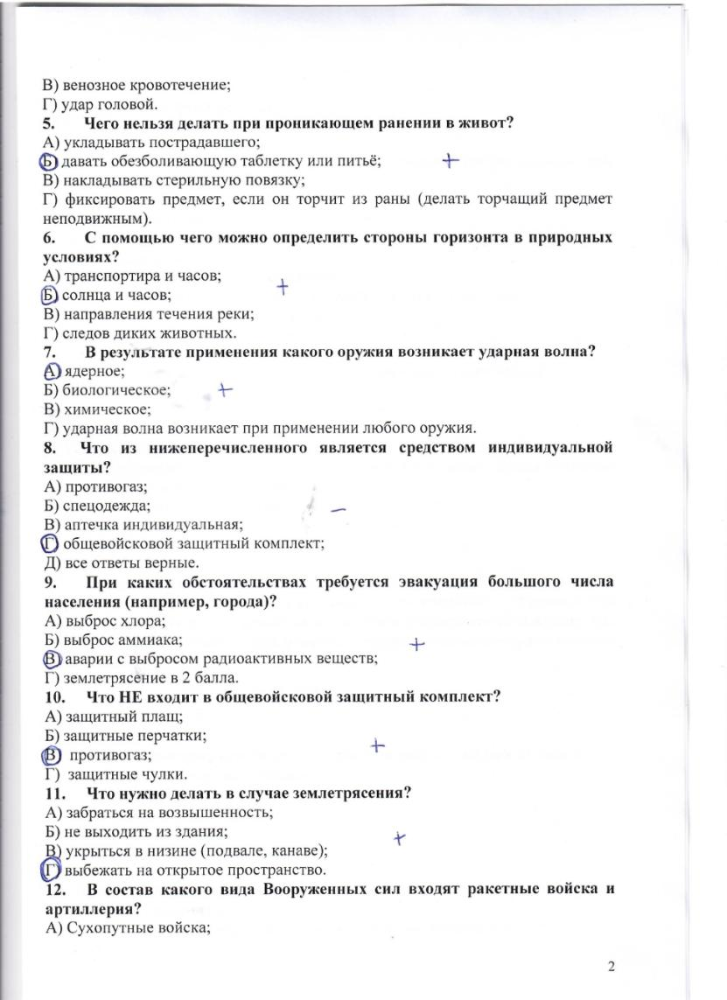 В) венозное кровотечение;
Г) удар головой.
5. Чего нельзя делать при проникающем ранении в живот?
А) укладывать пострадавшего;
Б) давать обезболивающую таблетку или питьё; +
В) накладывать стерильную повязку;
Г) фиксировать предмет, если он торчит из раны (делать торчащий предмет
неподвижным).
6. С помощью чего можно определить стороны горизонта в природных
условиях?
А) транспортира и часов;
Б) солнца и часов; +
В) направления течения реки;
Г) следов диких животных.
7. В результате применения какого оружия возникает ударная волна?
А) ядерное;
Б) биологическое; +
В) химическое;
Г) ударная волна возникает при применении любого оружия.
8. Что из нижеперечисленного является средством индивидуальной
защиты?
А) противогаз;
Б) спецодежда; –
В) аптечка индивидуальная;
Г) общевойсковой защитный комплект;
Д) все ответы верные.
9. При каких обстоятельствах требуется эвакуация большого числа
населения (например, города)?
А) выброс хлора;
Б) выброс аммиака; +
В) аварии с выбросом радиоактивных веществ;
Г) землетрясение в 2 балла.
10. Что НЕ входит в общевойсковой защитный комплект?
А) защитный плащ;
Б) защитные перчатки; +
В) противогаз;
Г) защитные чулки.
11. Что нужно делать в случае землетрясения?
А) забраться на возвышенность;
Б) не выходить из здания; +
В) укрыться в низине (подвале, канаве);
Г) выбежать на открытое пространство.
12. В состав какого вида Вооруженных сил входят ракетные войска и
артиллерия?
А) Сухопутные войска;
2